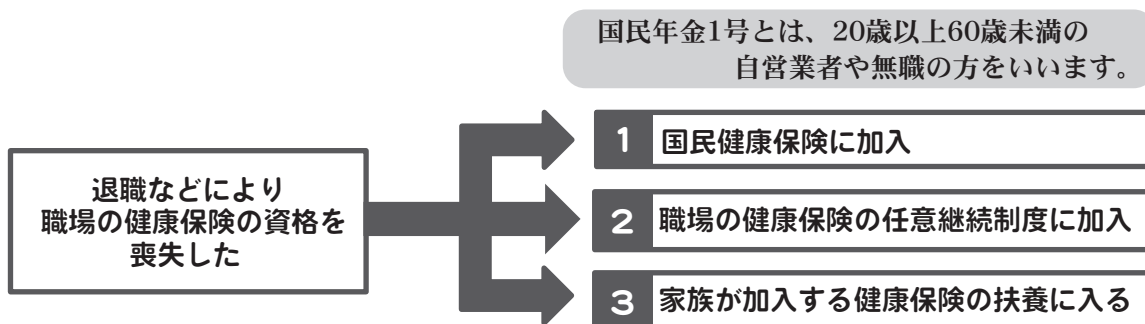 国民年金1号とは、20歳以上60歳未満の
自営業者や無職の方をいいます。
退職などにより
職場の健康保険の資格を
喪失した
1 国民健康保険に加入
2 職場の健康保険の任意継続制度に加入
3 家族が加入する健康保険の扶養に入る